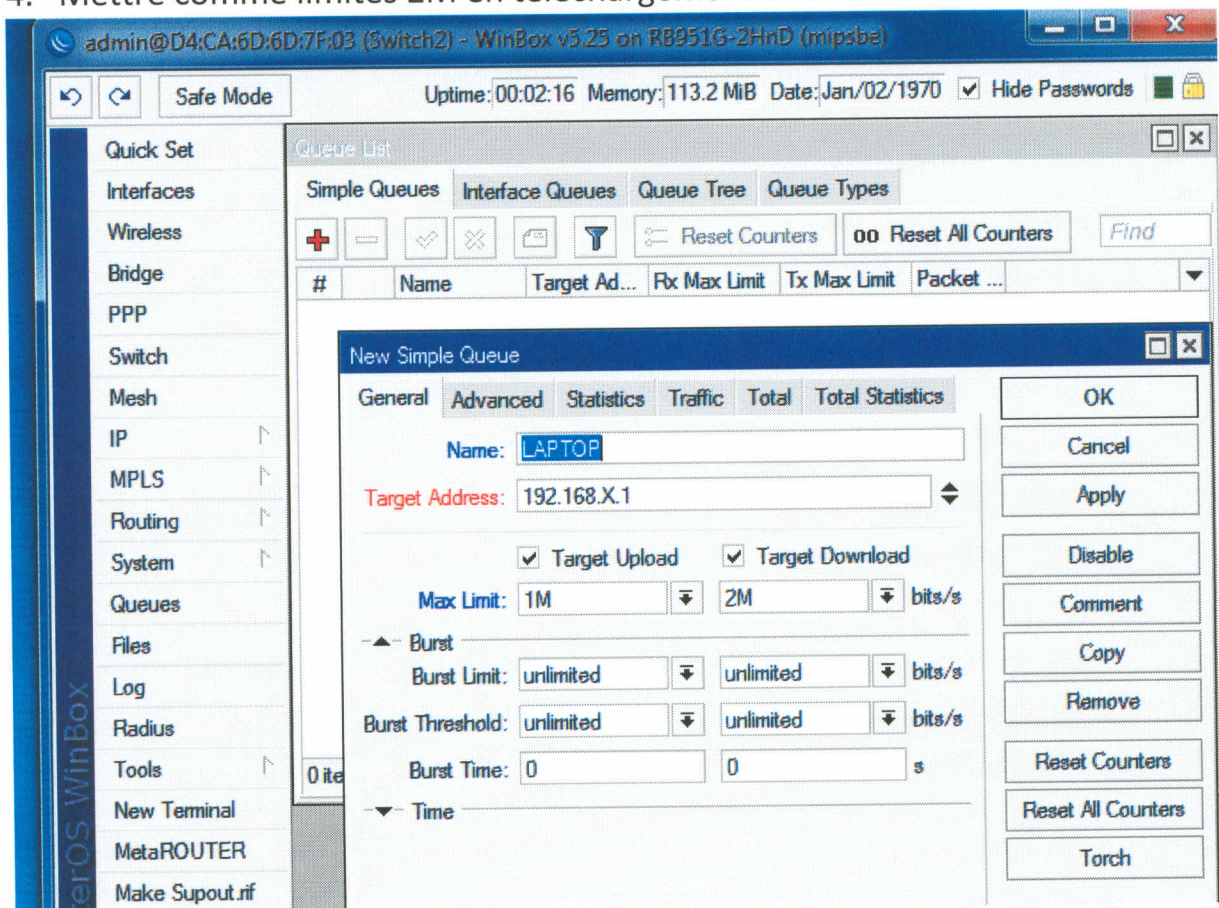 4. Mettre comme limites 2M en téléchargement
admin@D4:CA:6D:6D:7F:03 (Switch2) - WinBox v5.25 on RB951G-2HnD (mipsbe)
Safe Mode Uptime: 00:02:16 Memory: 113.2 MiB Date: Jan/02/1970 Hide Passwords
Quick Set
Interfaces
Wireless
Bridge
PPP
Switch
Mesh
IP
MPLS
Routing
System
Queues
Files
Log
Radius
Tools
New Terminal
MetaROUTER
Make Supout.rif
terOS WinBox
Queue List
Simple Queues Interface Queues Queue Tree Queue Types
Reset Counters 00 Reset All Counters Find
# Name Target Ad... Rx Max Limit Tx Max Limit Packet ...
0 ite
New Simple Queue
General Advanced Statistics Traffic Total Total Statistics
Name: LAPTOP
Target Address: 192.168.X.1
Target Upload Target Download
Max Limit: 1M 2M bits/s
Burst
Burst Limit: unlimited unlimited bits/s
Burst Threshold: unlimited unlimited bits/s
Burst Time: 0 0 s
Time
OK
Cancel
Apply
Disable
Comment
Copy
Remove
Reset Counters
Reset All Counters
Torch